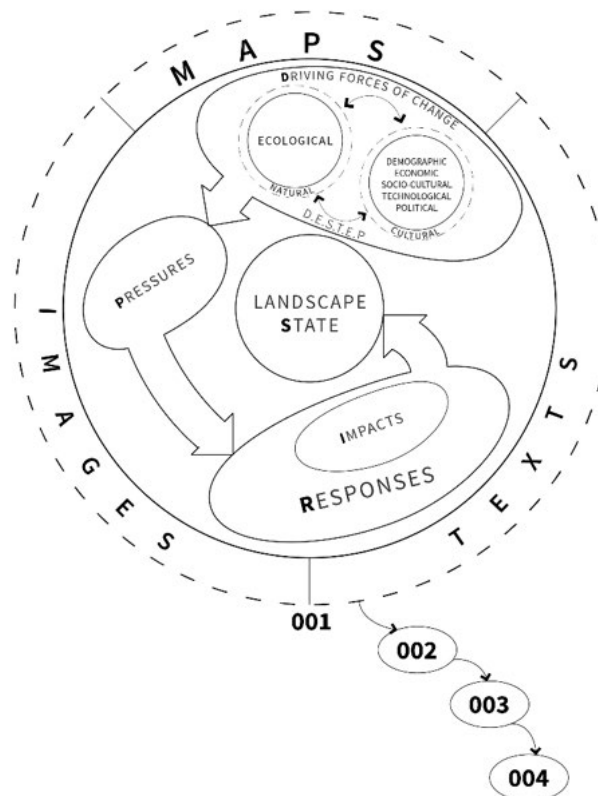 MAPS
DRIVING FORCES OF CHANGE
ECOLOGICAL
NATURAL
DEMOGRAPHIC
ECONOMIC
SOCIO-CULTURAL
TECHNOLOGICAL
POLITICAL
CULTURAL
D.E.S.T.E.P
PRESSURES
LANDSCAPE
STATE
IMPACTS
RESPONSES
IMAGES
TEXTS
001
002
003
004